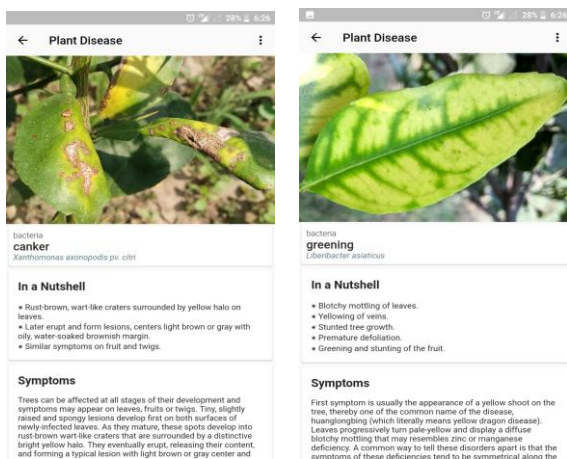 28% 6:26
Plant Disease
bacteria
canker
Xanthomonas axonopodis pv. citri
In a Nutshell
• Rust-brown, wart-like craters surrounded by yellow halo on
leaves.
• Later erupt and form lesions, centers light brown or gray with
oily, water-soaked brownish margin.
• Similar symptoms on fruit and twigs.
Symptoms
Trees can be affected at all stages of their development and
symptoms may appear on leaves, fruits or twigs. Tiny, slightly
raised and spongy lesions develop first on both surfaces of
newly-infected leaves. As they mature, these spots develop into
rust-brown wart-like craters that are surrounded by a distinctive
bright yellow halo. They eventually erupt, releasing their content,
and forming a typical lesion with light brown or gray center and
28% 6:26
Plant Disease
bacteria
greening
Liberibacter asiaticus
In a Nutshell
• Blotchy mottling of leaves.
• Yellowing of veins.
• Stunted tree growth.
• Premature defoliation.
• Greening and stunting of the fruit.
Symptoms
First symptom is usually the appearance of a yellow shoot on the
tree, thereby one of the common name of the disease,
huanglongbing (which literally means yellow dragon disease).
Leaves progressively turn pale-yellow and display a diffuse
blotchy mottling that may resembles zinc or manganese
deficiency. A common way to tell these disorders apart is that the
symptoms of these deficiencies tend to be symmetrical along the